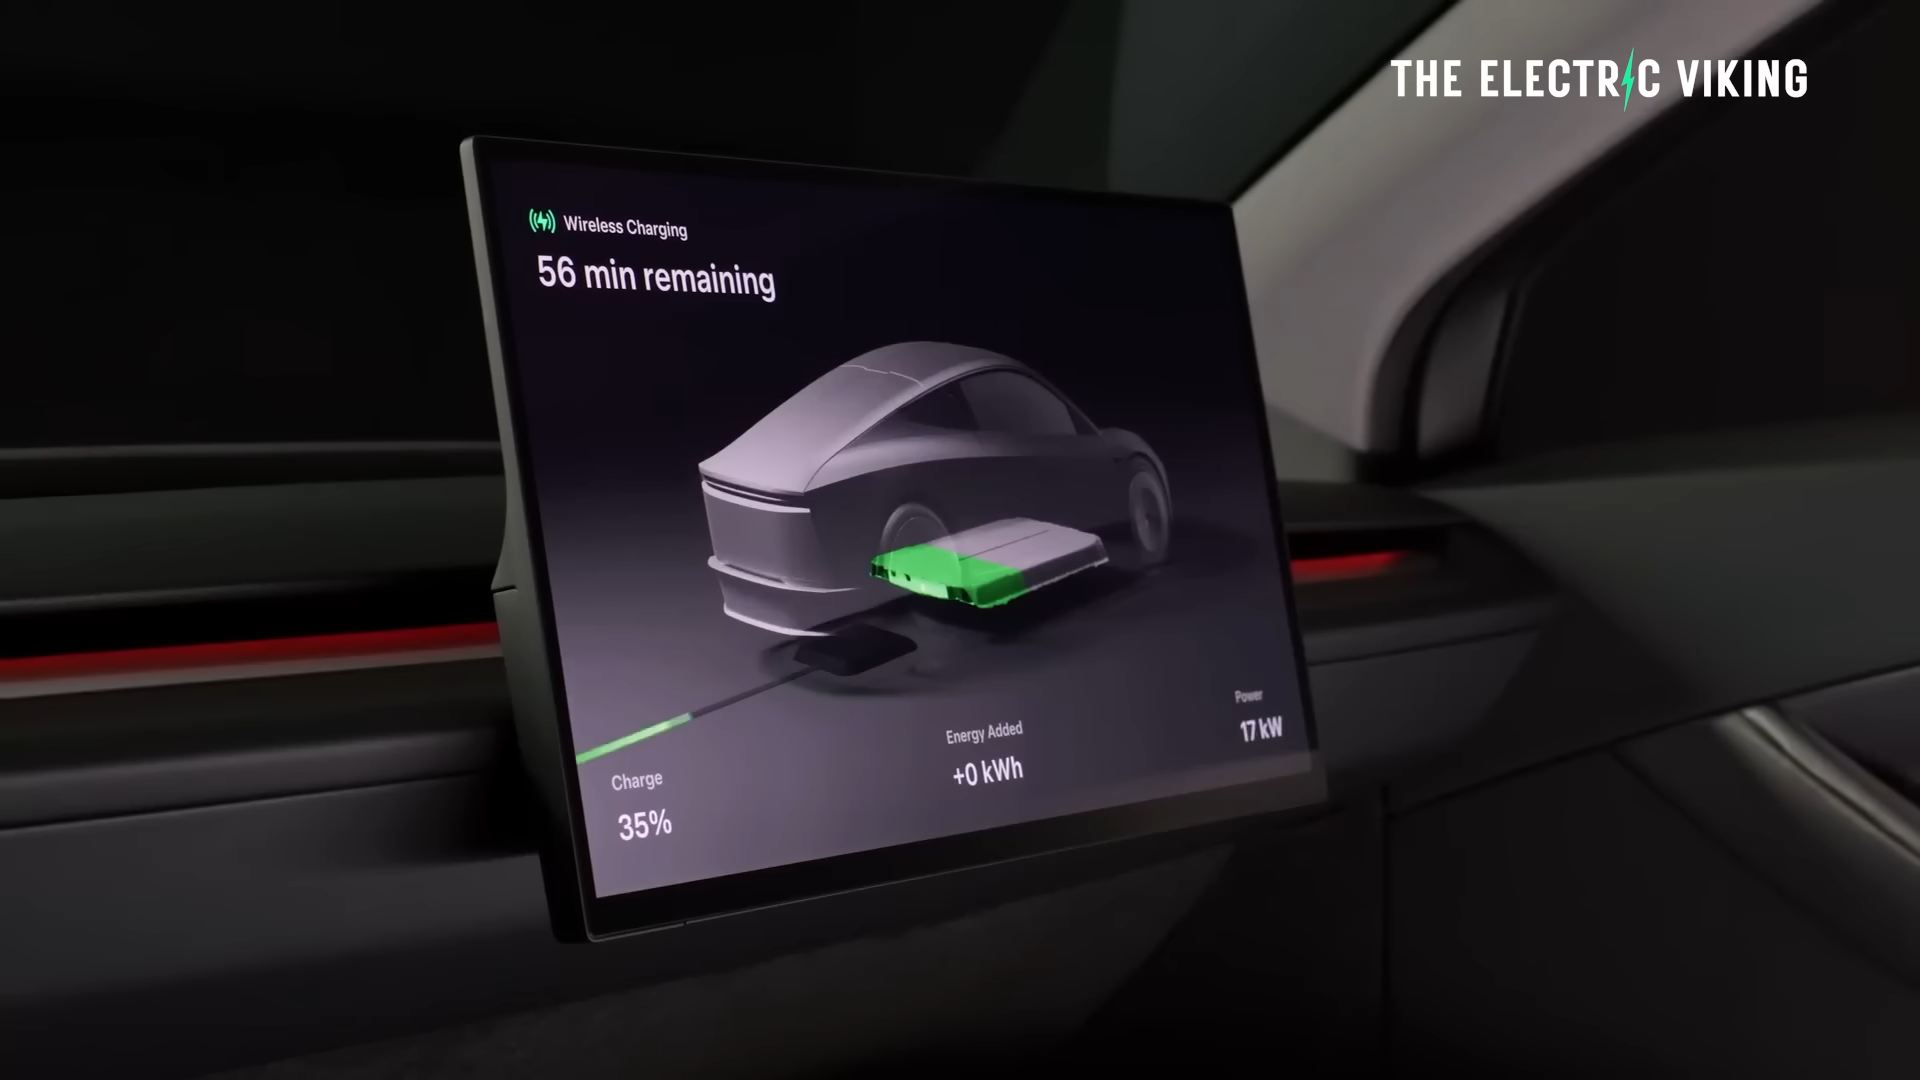 THE ELECTRIC VIKING
Wireless Charging
56 min remaining
Power
17 kW
Energy Added
+0 kWh
Charge
35%